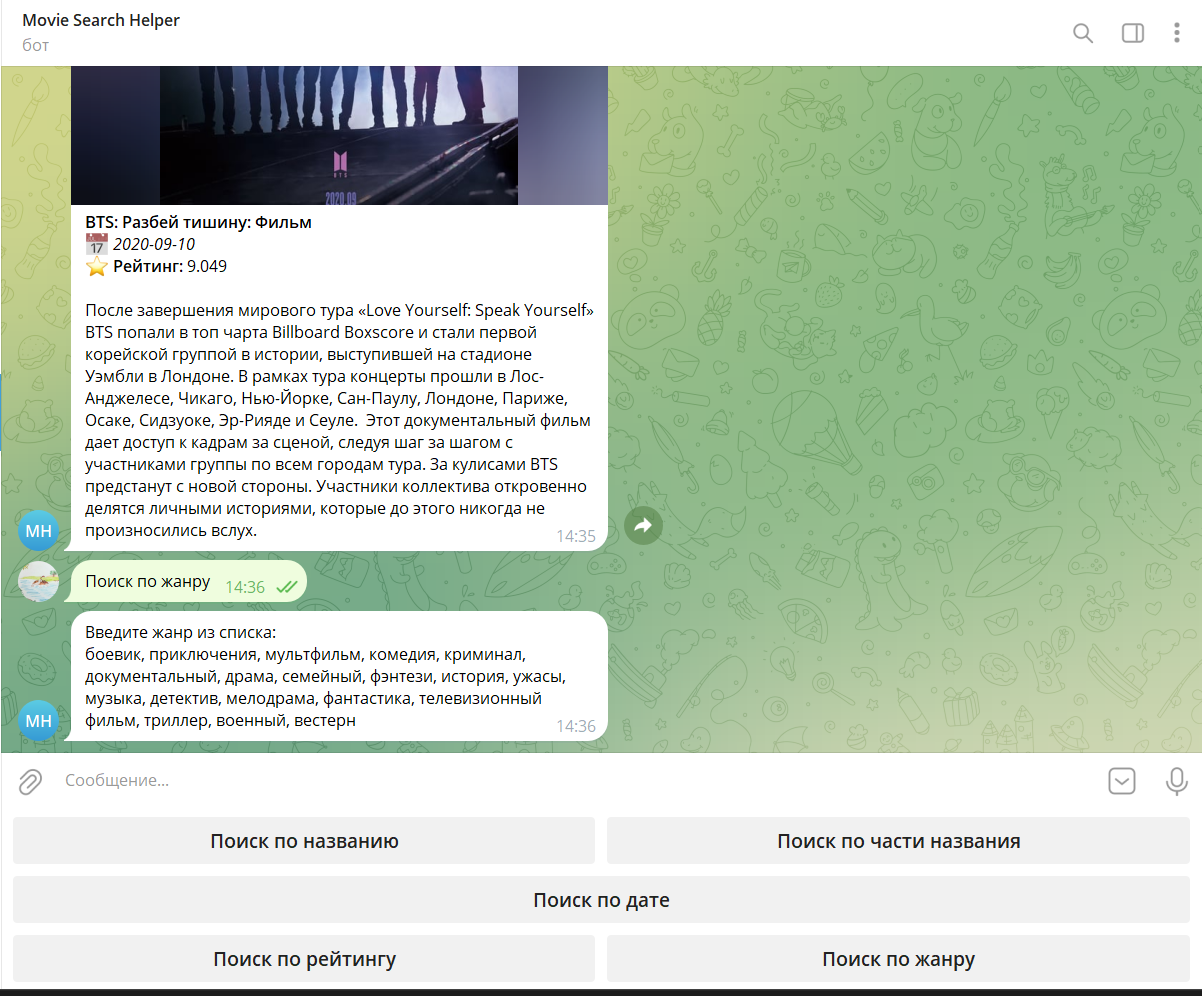 Movie Search Helper
бот
BTS
2020.09
BTS: Разбей тишину: Фильм
17
2020-09-10
Рейтинг: 9.049
После завершения мирового тура «Love Yourself: Speak Yourself»
BTS попали в топ чарта Billboard Boxscore и стали первой
корейской группой в истории, выступившей на стадионе
Уэмбли в Лондоне. В рамках тура концерты прошли в Лос-
Анджелесе, Чикаго, Нью-Йорке, Сан-Паулу, Лондоне, Париже,
Осаке, Сидзуоке, Эр-Рияде и Сеуле.  Этот документальный фильм
дает доступ к кадрам за сценой, следуя шаг за шагом с
участниками группы по всем городам тура. За кулисами BTS
предстанут с новой стороны. Участники коллектива откровенно
делятся личными историями, которые до этого никогда не
произносились вслух.
14:35
MH
Поиск по жанру 14:36
Введите жанр из списка:
боевик, приключения, мультфильм, комедия, криминал,
документальный, драма, семейный, фэнтези, история, ужасы,
музыка, детектив, мелодрама, фантастика, телевизионный
фильм, триллер, военный, вестерн
14:36
MH
Сообщение...
Поиск по названию
Поиск по части названия
Поиск по дате
Поиск по рейтингу
Поиск по жанру